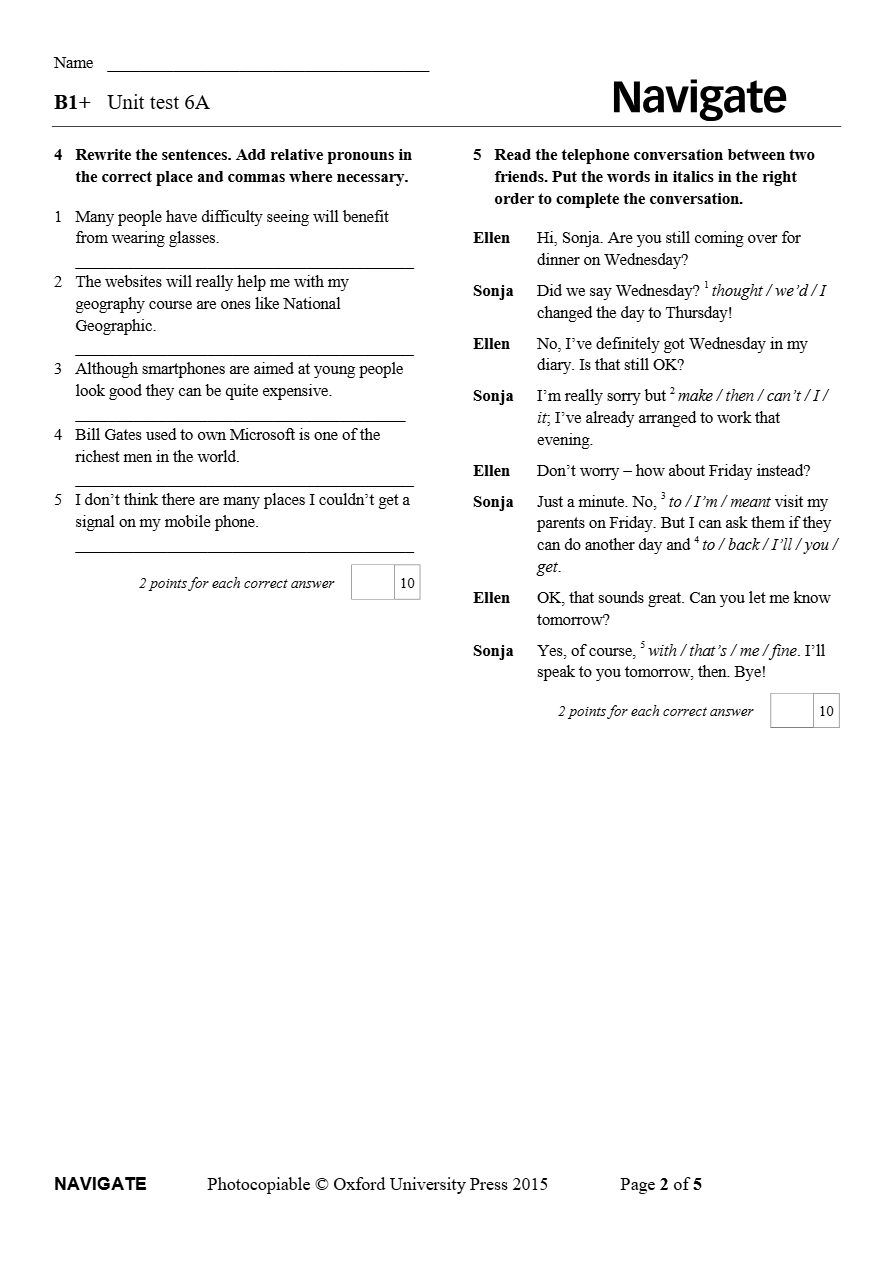 Name
B1+ Unit test 6A
Navigate
4 Rewrite the sentences. Add relative pronouns in
the correct place and commas where necessary.
1 Many people have difficulty seeing will benefit
from wearing glasses.
2 The websites will really help me with my
geography course are ones like National
Geographic.
3 Although smartphones are aimed at young people
look good they can be quite expensive.
4 Bill Gates used to own Microsoft is one of the
richest men in the world.
5 I don’t think there are many places I couldn’t get a
signal on my mobile phone.
2 points for each correct answer 10
5 Read the telephone conversation between two
friends. Put the words in italics in the right
order to complete the conversation.
Ellen Hi, Sonja. Are you still coming over for
dinner on Wednesday?
Sonja Did we say Wednesday? 1 thought / we’d / I
changed the day to Thursday!
Ellen No, I’ve definitely got Wednesday in my
diary. Is that still OK?
Sonja I’m really sorry but 2 make / then / can’t / I /
it; I’ve already arranged to work that
evening.
Ellen Don’t worry – how about Friday instead?
Sonja Just a minute. No, 3 to / I’m / meant visit my
parents on Friday. But I can ask them if they
can do another day and 4 to / back / I’ll / you /
get.
Ellen OK, that sounds great. Can you let me know
tomorrow?
Sonja Yes, of course, 5 with / that’s / me / fine. I’ll
speak to you tomorrow, then. Bye!
2 points for each correct answer 10
NAVIGATE Photocopiable © Oxford University Press 2015 Page 2 of 5